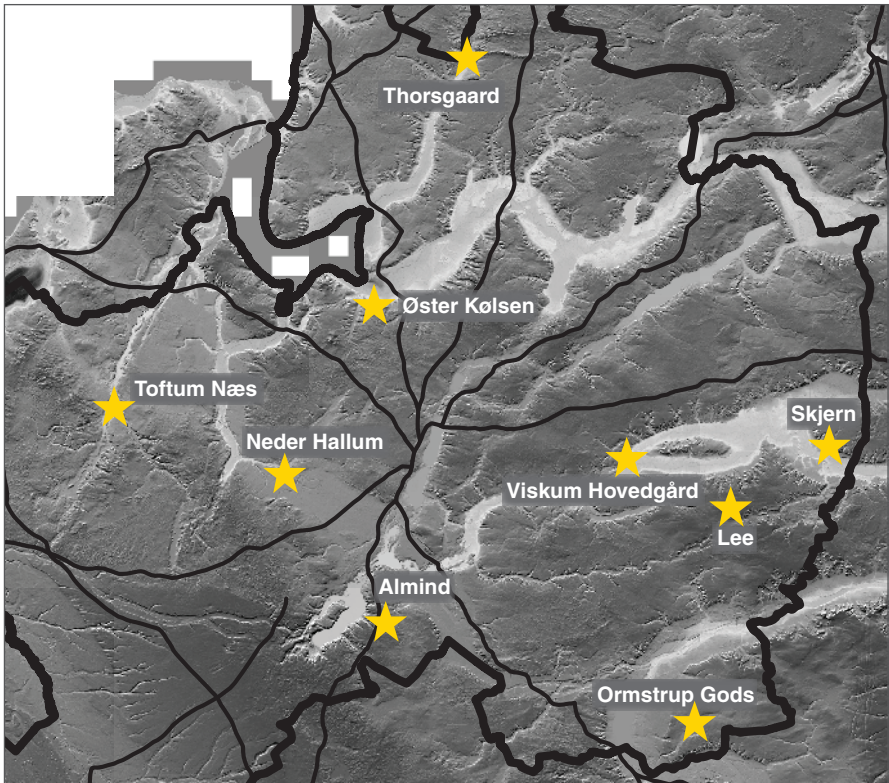 Thorsgaard
Øster Kølsen
Toftum Næs
Skjern
Neder Hallum
Viskum Hovedgård
Lee
Almind
Ormstrup Gods